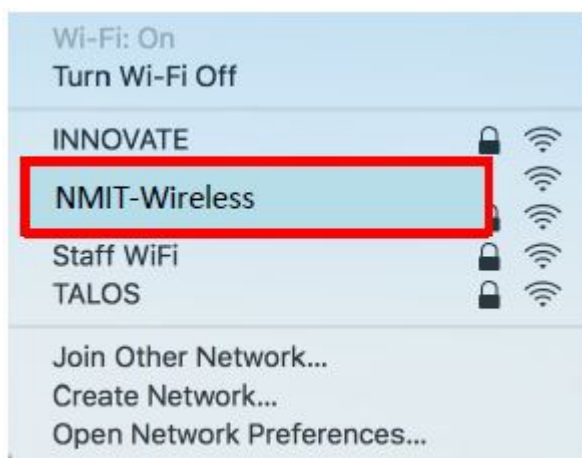 Wi-Fi: On
Turn Wi-Fi Off
INNOVATE
NMIT-Wireless
Staff WiFi
TALOS
Join Other Network...
Create Network...
Open Network Preferences...